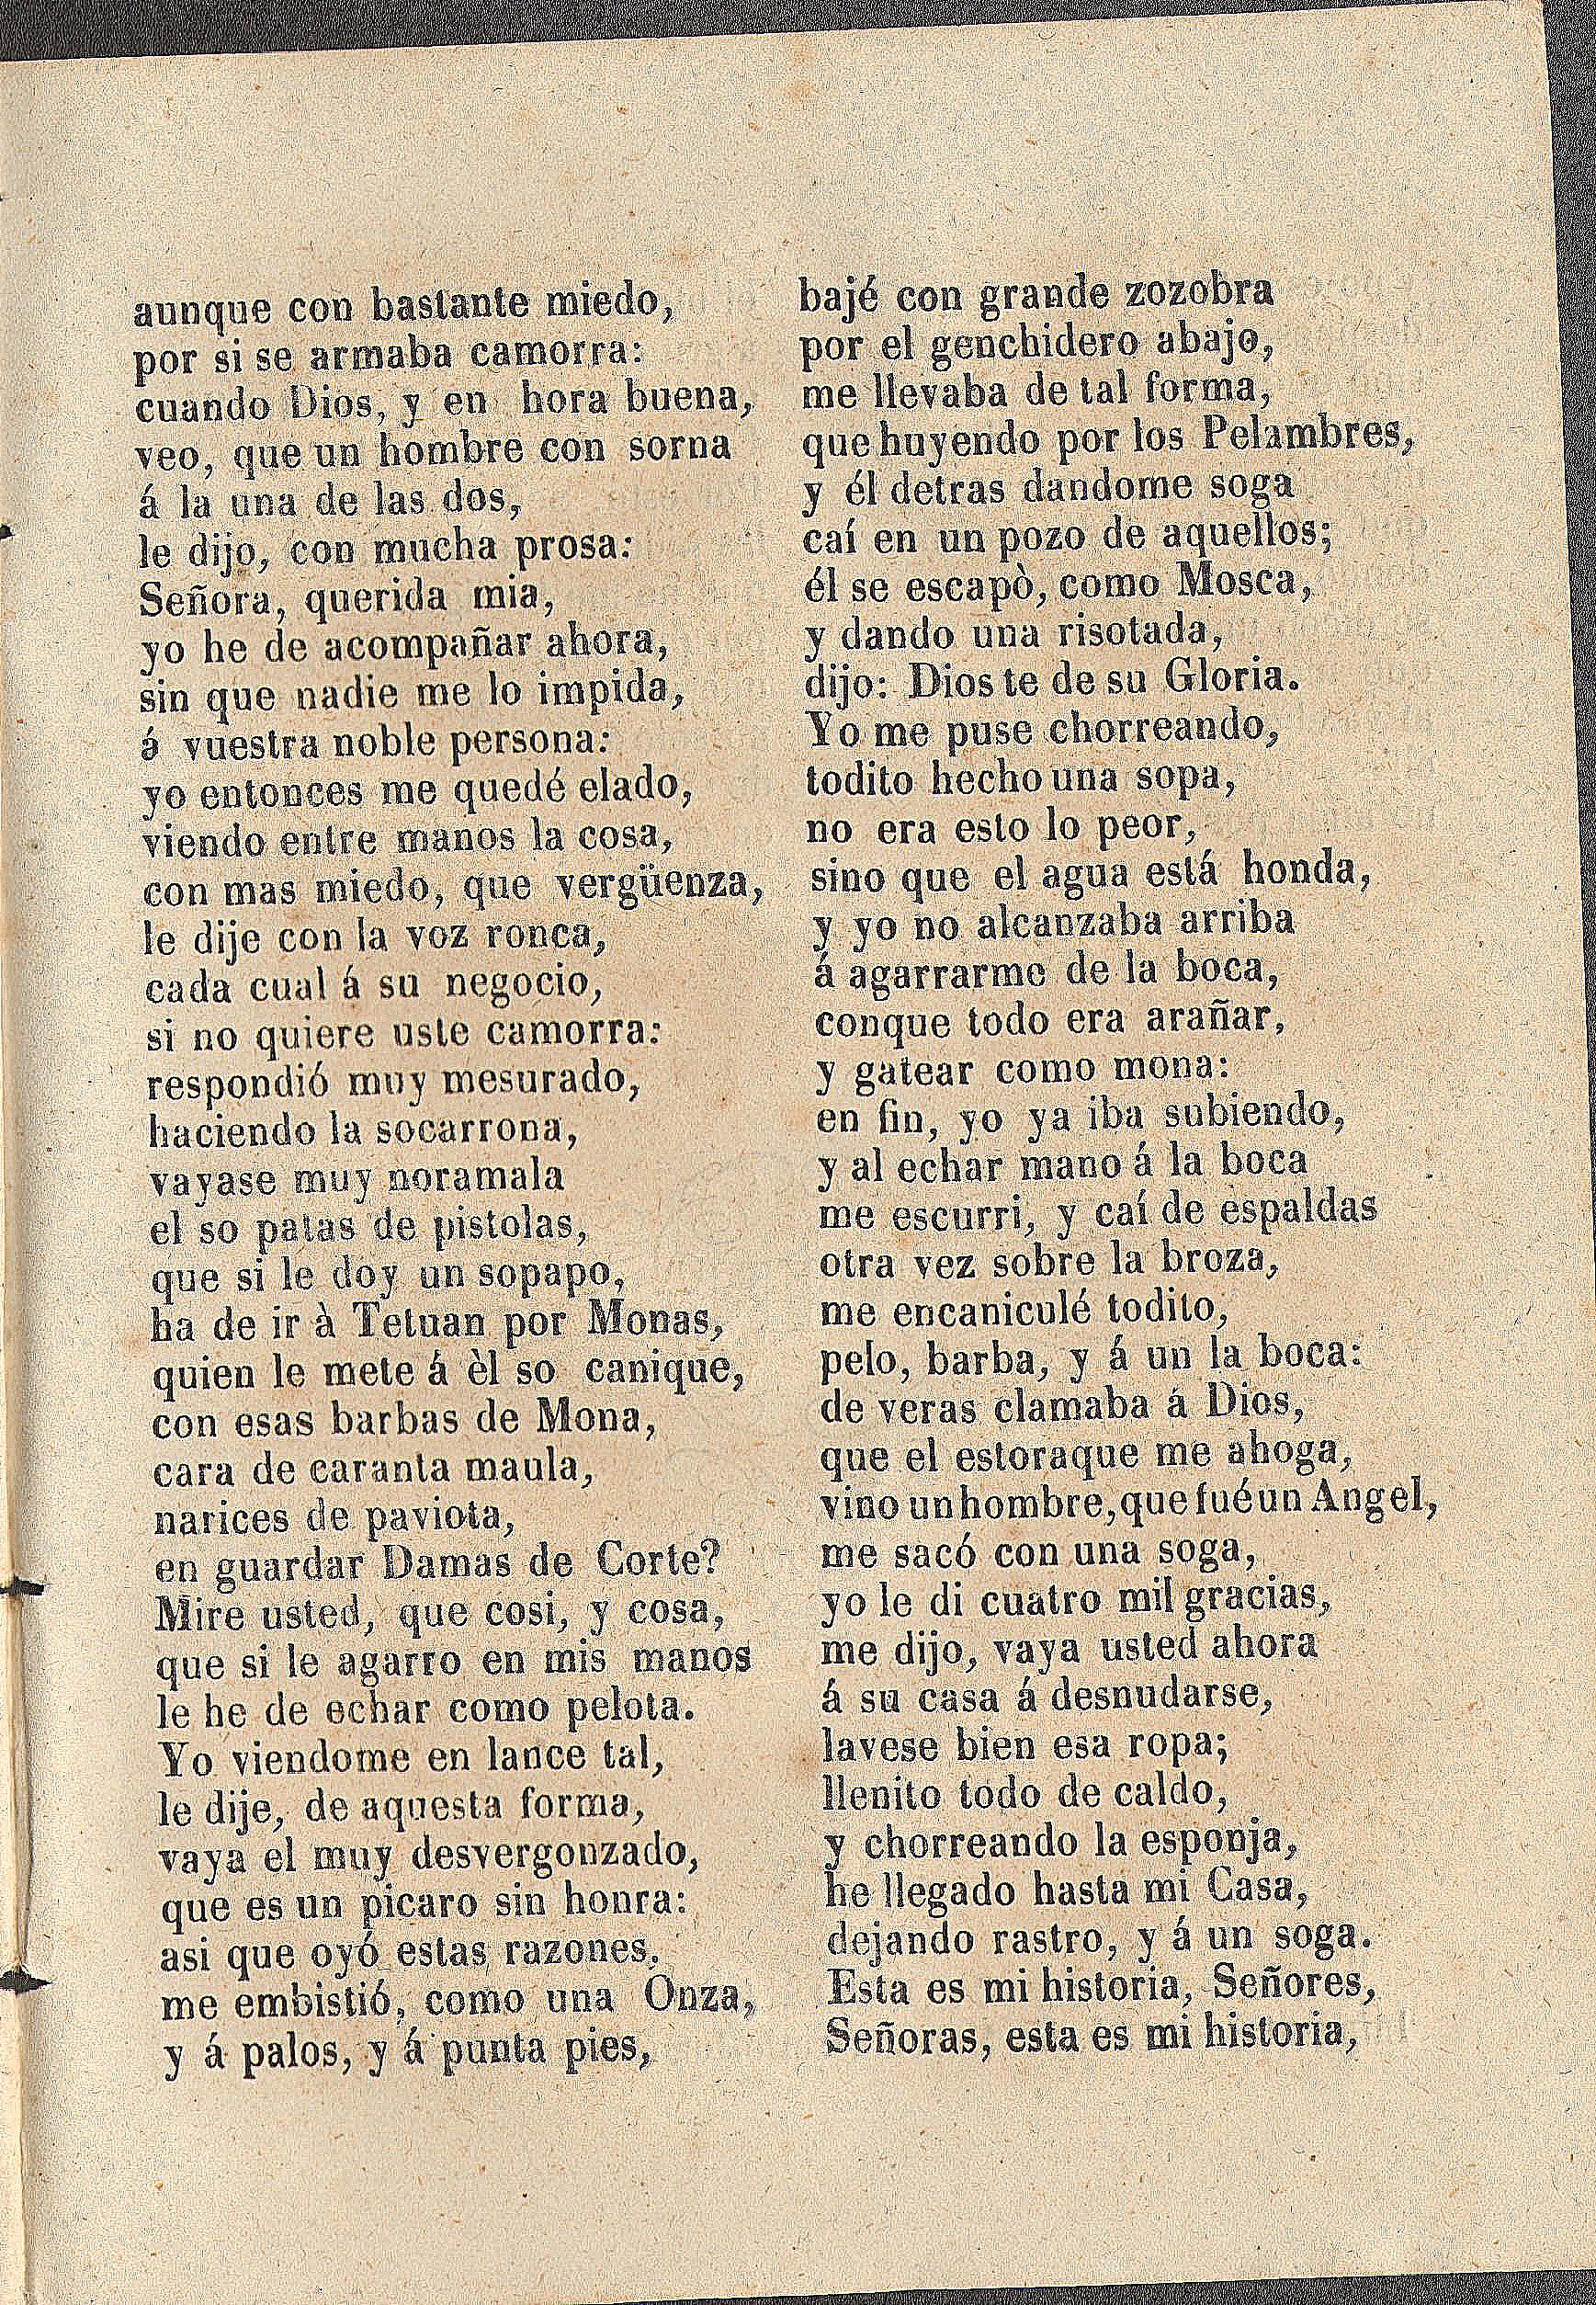 aunque con bastante miedo,
por si se armaba camorra:
cuando Dios, y en hora buena,
veo, que un hombre con sorna
á la una de las dos,
le dijo, con mucha prosa:
Señora, querida mia,
yo he de acompañar ahora,
sin que nadie me lo impida,
á vuestra noble persona:
yo entonces me quedé elado,
viendo entre manos la cosa,
con mas miedo, que vergüenza,
le dije con la voz ronca,
cada cual á su negocio,
si no quiere uste camorra:
respondió muy mesurado,
haciendo la socarrona,
vayase muy noramala
el so patas de pistolas,
que si le doy un sopapo,
ha de ir à Tetuan por Monas,
quien le mete á èl so canique,
con esas barbas de Mona,
cara de caranta maula,
narices de paviota,
en guardar Damas de Corte?
Mire usted, que cosi, y cosa,
que si le agarro en mis manos
le he de echar como pelota.
Yo viendome en lance tal,
le dije, de aquesta forma,
vaya el muy desvergonzado,
que es un picaro sin honra:
asi que oyó estas razones,
me embistió, como una Onza,
y á palos, y á punta pies,
bajé con grande zozobra
por el genchidero abajo,
me llevaba de tal forma,
que huyendo por los Pelambres,
y él detras dandome soga
caí en un pozo de aquellos;
él se escapò, como Mosca,
y dando una risotada,
dijo: Dios te de su Gloria.
Yo me puse chorreando,
todito hecho una sopa,
no era esto lo peor,
sino que el agua está honda,
y yo no alcanzaba arriba
á agarrarme de la boca,
conque todo era arañar,
y gatear como mona:
en fin, yo ya iba subiendo,
y al echar mano á la boca
me escurri, y caí de espaldas
otra vez sobre la broza,
me encaniculé todito,
pelo, barba, y á un la boca:
de veras clamaba á Dios,
que el estoraque me ahoga,
vino un hombre, que fué un Angel,
me sacó con una soga,
yo le di cuatro mil gracias,
me dijo, vaya usted ahora
á su casa á desnudarse,
lavese bien esa ropa;
llenito todo de caldo,
y chorreando la esponja,
he llegado hasta mi Casa,
dejando rastro, y á un soga.
Esta es mi historia, Señores,
Señoras, esta es mi historia,